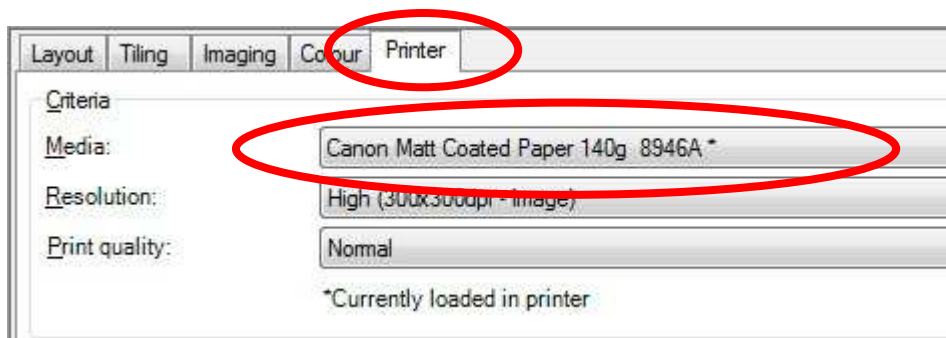 Layout Tiling Imaging Colour Printer
Criteria
Media: Canon Matt Coated Paper 140g 8946A *
Resolution: High (300x300dpi - Image)
Print quality: Normal
*Currently loaded in printer